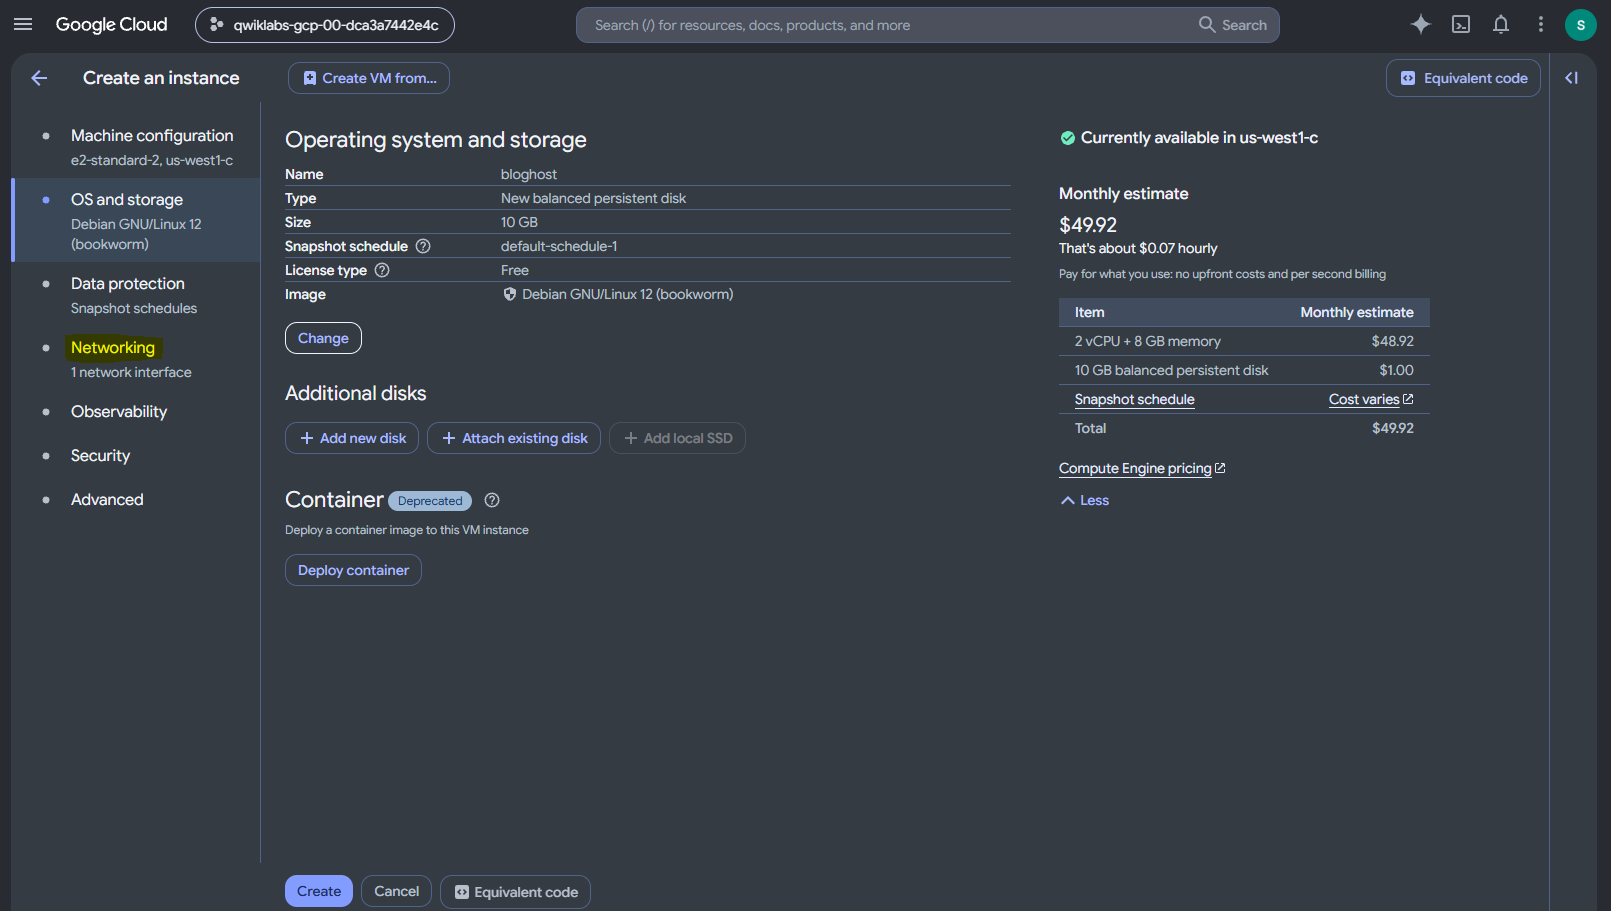 Google Cloud
qwiklabs-gcp-00-dca3a7442e4c
Search (/) for resources, docs, products, and more
Search
S
Create an instance
Create VM from...
Equivalent code
Machine configuration
e2-standard-2, us-west1-c
OS and storage
Debian GNU/Linux 12
(bookworm)
Data protection
Snapshot schedules
Networking
1 network interface
Observability
Security
Advanced
Operating system and storage
Name bloghost
Type New balanced persistent disk
Size 10 GB
Snapshot schedule default-schedule-1
License type Free
Image Debian GNU/Linux 12 (bookworm)
Change
Additional disks
+ Add new disk
+ Attach existing disk
+ Add local SSD
Container Deprecated
Deploy a container image to this VM instance
Deploy container
Currently available in us-west1-c
Monthly estimate
$49.92
That's about $0.07 hourly
Pay for what you use: no upfront costs and per second billing
Item Monthly estimate
2 vCPU + 8 GB memory $48.92
10 GB balanced persistent disk $1.00
Snapshot schedule Cost varies
Total $49.92
Compute Engine pricing
Less
Create
Cancel
Equivalent code